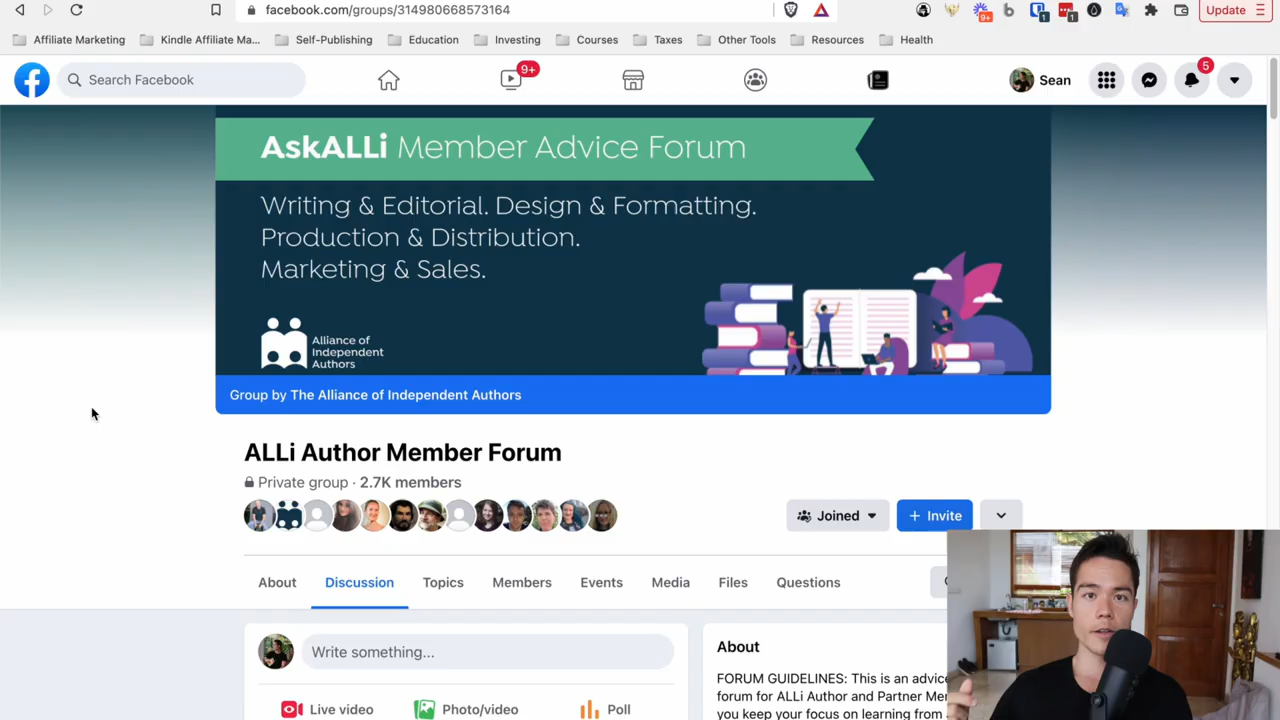 facebook.com/groups/314980668573164
9+
1
1
Update
Affiliate Marketing
Kindle Affiliate Ma...
Self-Publishing
Education
Investing
Courses
Taxes
Other Tools
Resources
Health
Search Facebook
9+
Sean
5
AskALLi Member Advice Forum
Writing & Editorial. Design & Formatting.
Production & Distribution.
Marketing & Sales.
Alliance of
Independent
Authors
Group by The Alliance of Independent Authors
ALLi Author Member Forum
Private group · 2.7K members
Joined
+ Invite
About
Discussion
Topics
Members
Events
Media
Files
Questions
Write something...
About
FORUM GUIDELINES: This is an advice
forum for ALLi Author and Partner Mem
you keep your focus on learning from
Live video
Photo/video
Poll